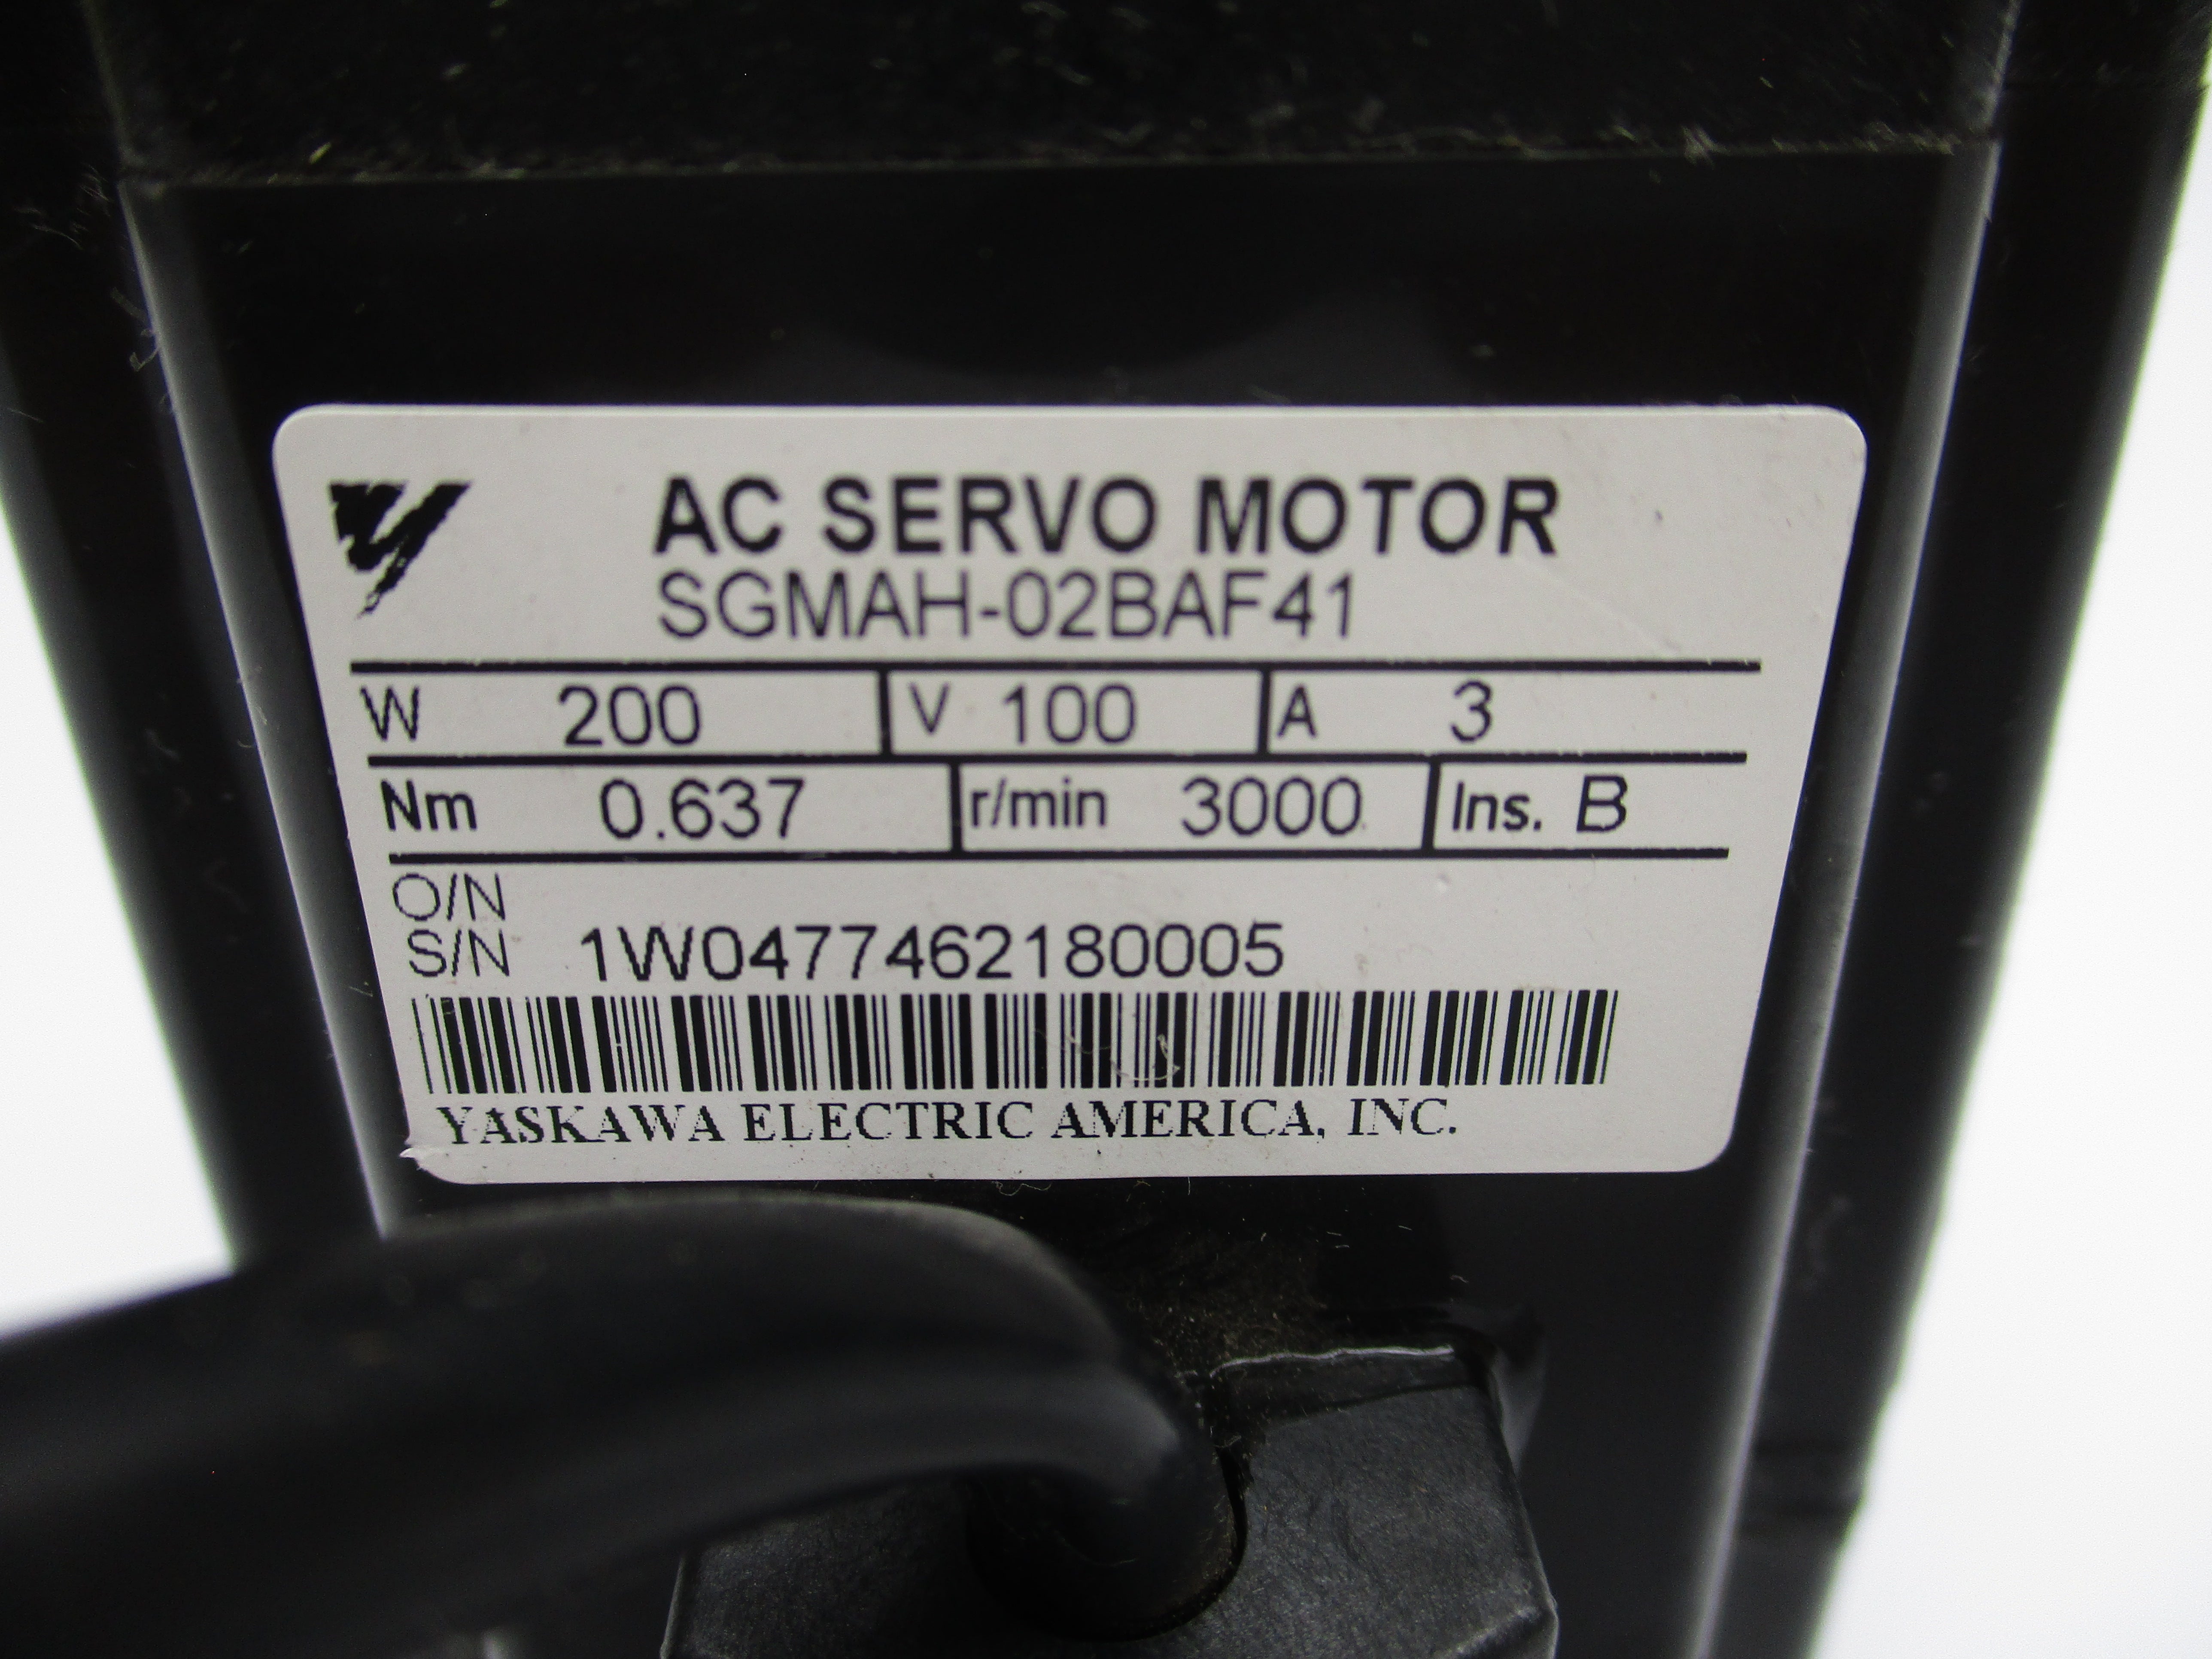 AC SERVO MOTOR
SGMAH-02BAF41
W 200 V 100 A 3
Nm 0.637 r/min 3000 Ins. B
O/N
S/N 1W0477462180005
YASKAWA ELECTRIC AMERICA, INC.